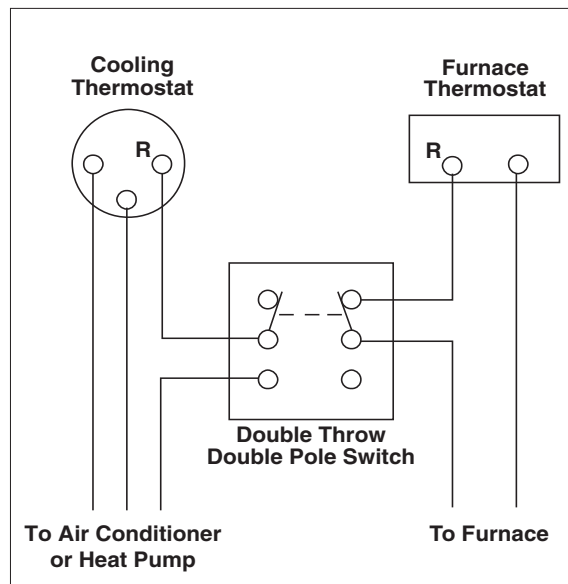 Cooling
Thermostat
Furnace
Thermostat
R
R
Double Throw
Double Pole Switch
To Air Conditioner
or Heat Pump
To Furnace